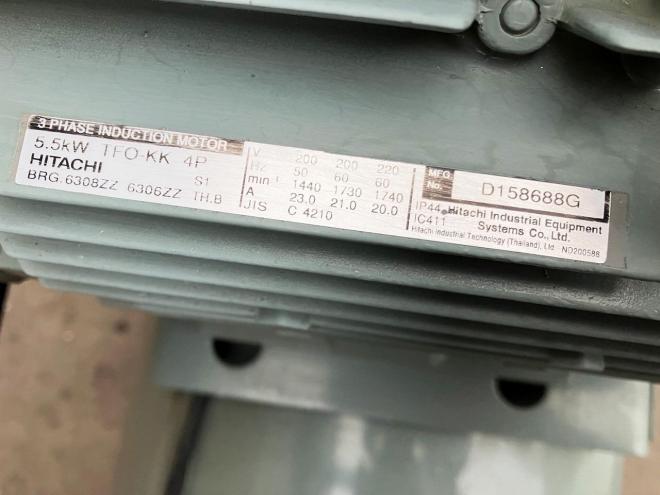 3-PHASE INDUCTION MOTOR
5.5kW TFO-KK 4P
HITACHI S1
BRG.6308ZZ 6306ZZ TH.B
V 200 200 220
HZ 50 60 60
min⁻¹ 1440 1730 1740
A 23.0 21.0 20.0
JIS C 4210
MFG. No. D158688G
IP44 Hitachi Industrial Equipment
IC411 Systems Co.,Ltd.
Hitachi Industrial Technology (Thailand), Ltd. ND200588